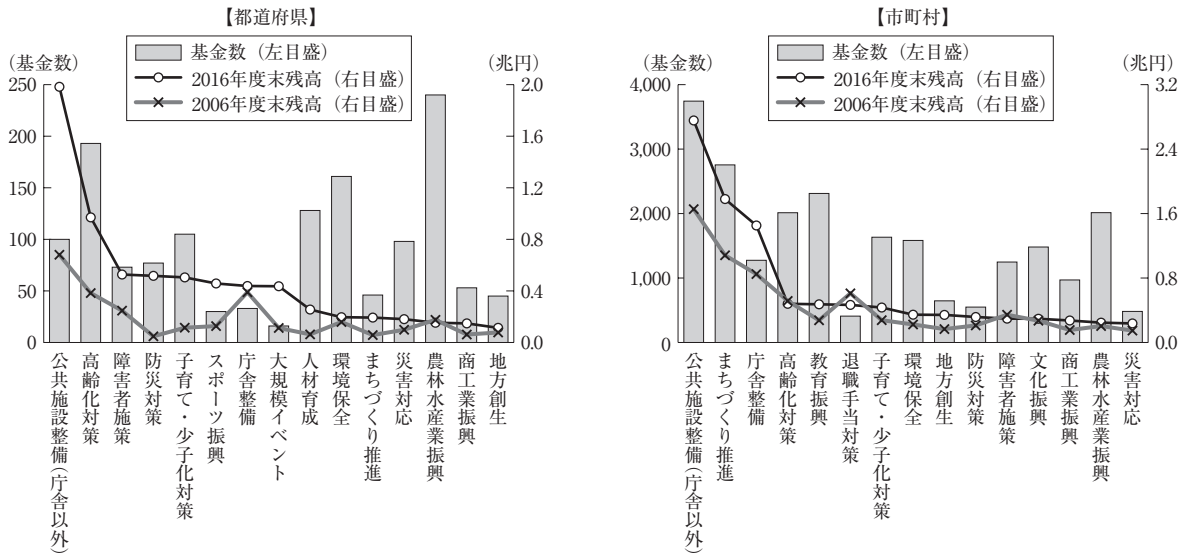 【都道府県】
(基金数)
(兆円)
基金数（左目盛）
2016年度末残高（右目盛）
2006年度末残高（右目盛）
250
200
150
100
50
0
2.0
1.6
1.2
0.8
0.4
0.0
公共施設整備(庁舎以外)
高齢化対策
障害者施策
防災対策
子育て・少子化対策
スポーツ振興
庁舎整備
大規模イベント
人材育成
環境保全
まちづくり推進
災害対応
農林水産業振興
商工業振興
地方創生
【市町村】
(基金数)
(兆円)
基金数（左目盛）
2016年度末残高（右目盛）
2006年度末残高（右目盛）
4,000
3,000
2,000
1,000
0
3.2
2.4
1.6
0.8
0.0
公共施設整備(庁舎以外)
まちづくり推進
庁舎整備
高齢化対策
教育振興
退職手当対策
子育て・少子化対策
環境保全
地方創生
防災対策
障害者施策
文化振興
商工業振興
農林水産業振興
災害対応